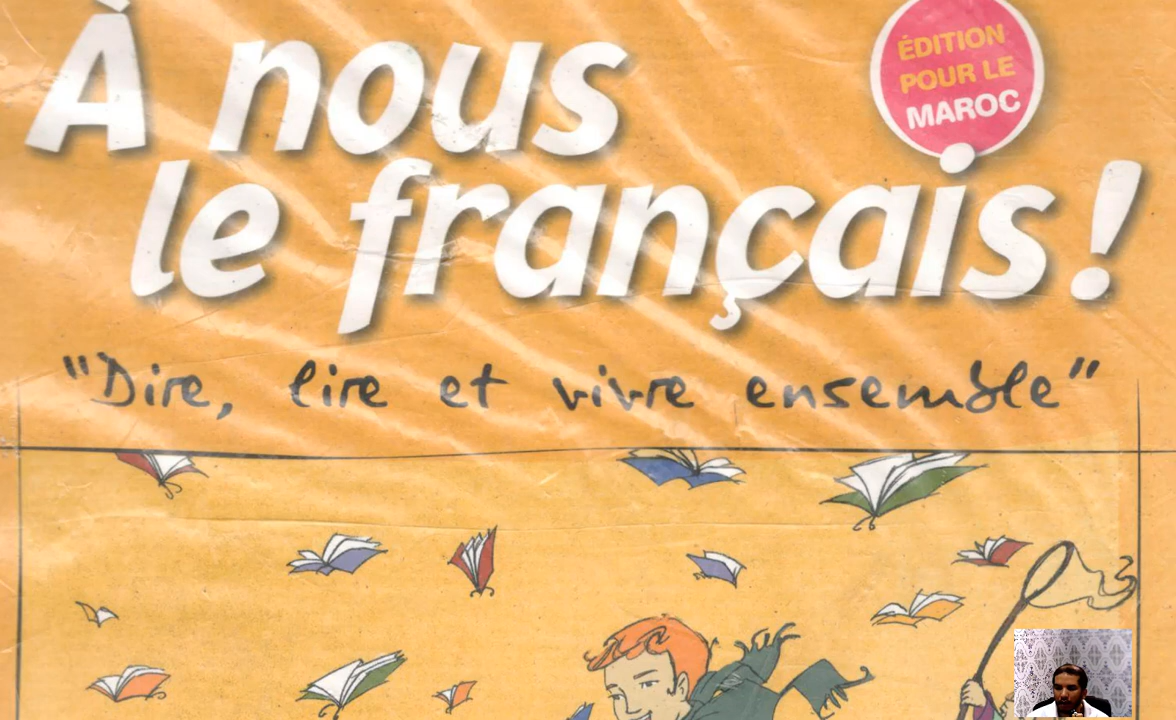 À nous
le français!
ÉDITION
POUR LE
MAROC
"Dire, lire et vivre ensemble"